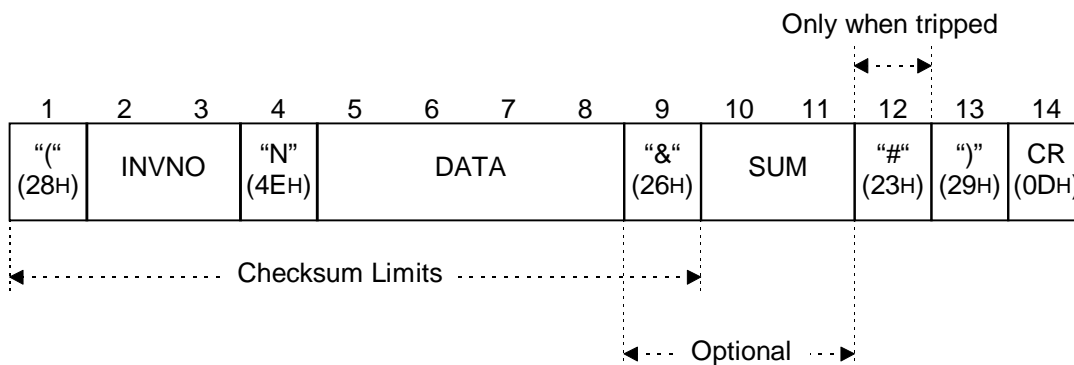 Only when tripped
1 2 3 4 5 6 7 8 9 10 11 12 13 14
“(“ INVNO “N” DATA “&“ SUM “#“ ”)” CR
(28H) (4EH) (26H) (23H) (29H) (0DH)
Checksum Limits
Optional